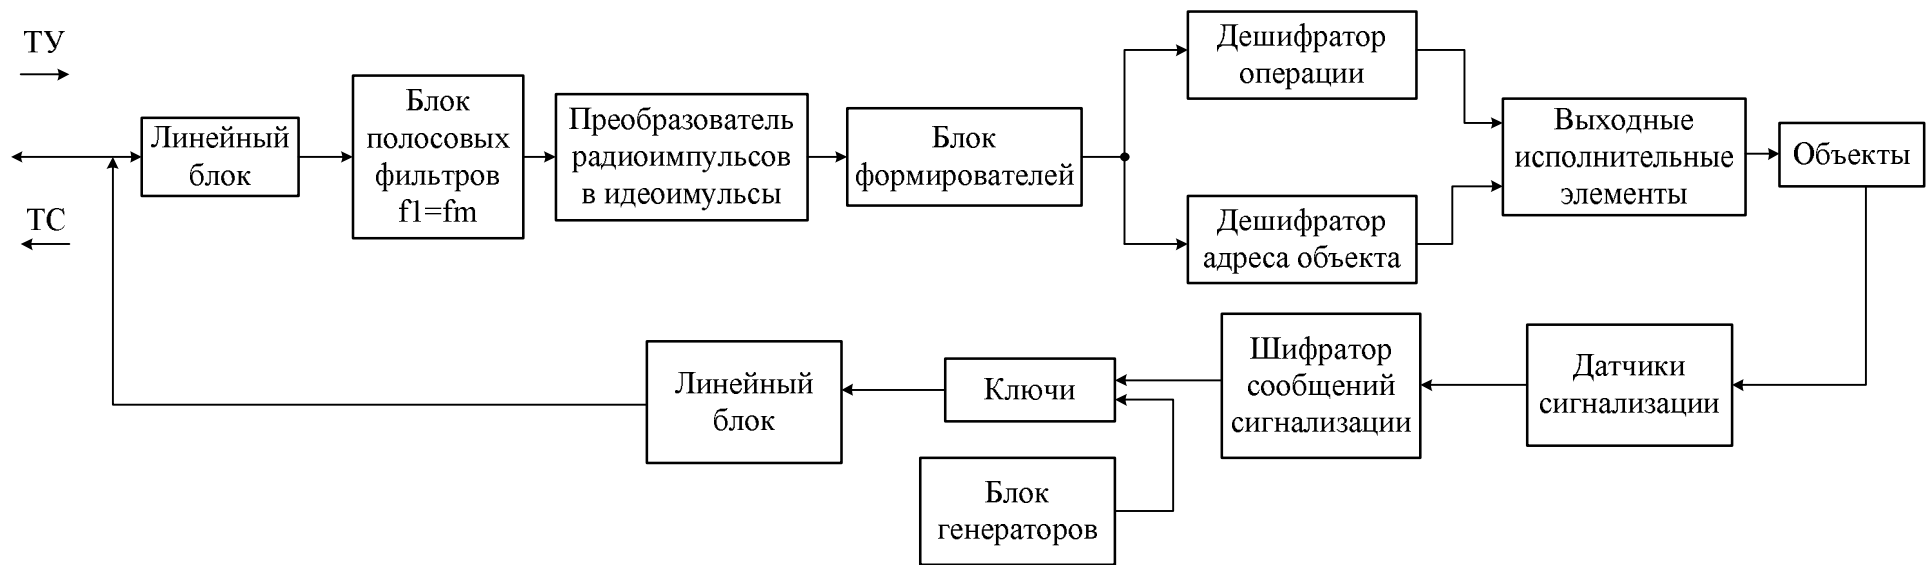 ТУ
ТС
Линейный
блок
Блок
полосовых
фильтров
f1=fm
Преобразователь
радиоимпульсов
в идеоимульсы
Блок
формирователей
Дешифратор
операции
Дешифратор
адреса объекта
Выходные
исполнительные
элементы
Объекты
Линейный
блок
Ключи
Блок
генераторов
Шифратор
сообщений
сигнализации
Датчики
сигнализации